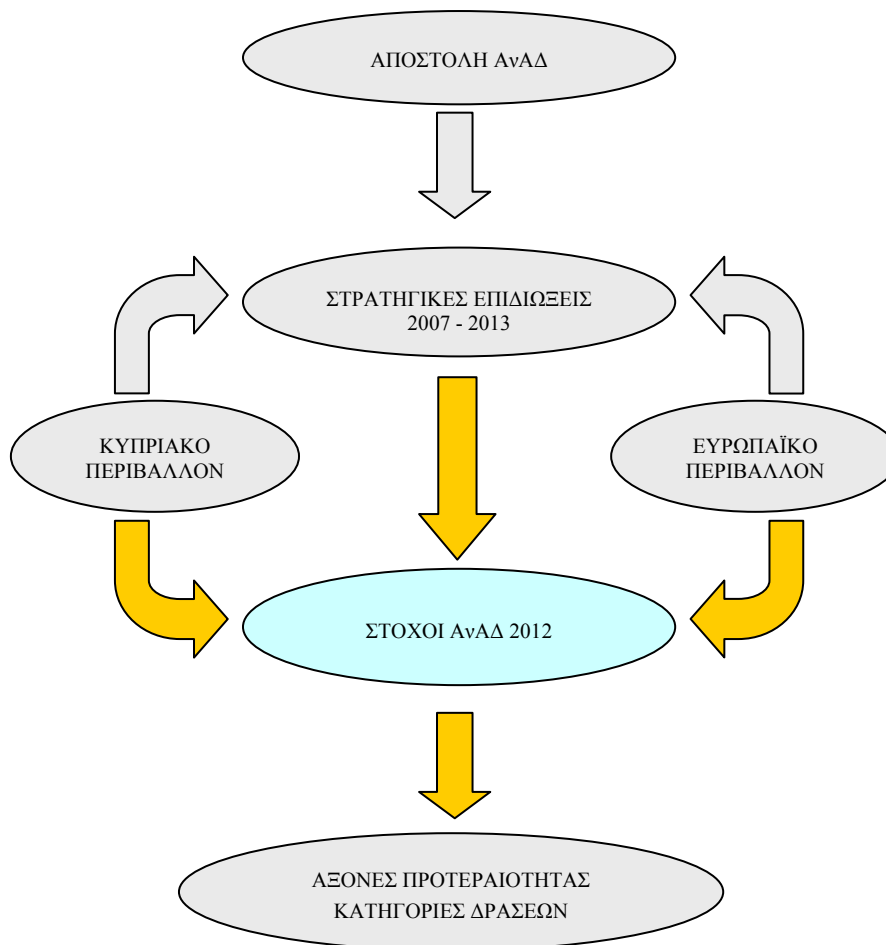 ΑΠΟΣΤΟΛΗ ΑνΑΔ
ΣΤΡΑΤΗΓΙΚΕΣ ΕΠΙΔΙΩΞΕΙΣ
2007 - 2013
ΚΥΠΡΙΑΚΟ
ΠΕΡΙΒΑΛΛΟΝ
ΕΥΡΩΠΑΪΚΟ
ΠΕΡΙΒΑΛΛΟΝ
ΣΤΟΧΟΙ ΑνΑΔ 2012
ΑΞΟΝΕΣ ΠΡΟΤΕΡΑΙΟΤΗΤΑΣ
ΚΑΤΗΓΟΡΙΕΣ ΔΡΑΣΕΩΝ